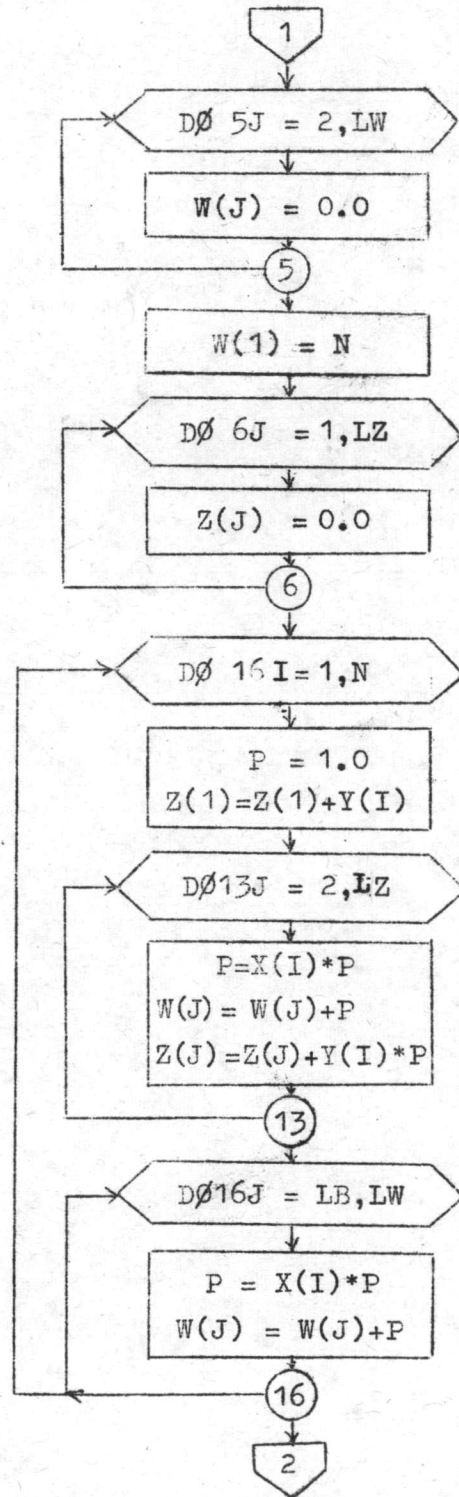 1
DØ 5J = 2,LW
W(J) = 0.0
5
W(1) = N
DØ 6J = 1,LZ
Z(J) = 0.0
6
DØ 16 I=1,N
P = 1.0
Z(1)=Z(1)+Y(I)
DØ13J = 2,LZ
P=X(I)*P
W(J) = W(J)+P
Z(J)=Z(J)+Y(I)*P
13
DØ16J = LB,LW
P = X(I)*P
W(J) = W(J)+P
16
2